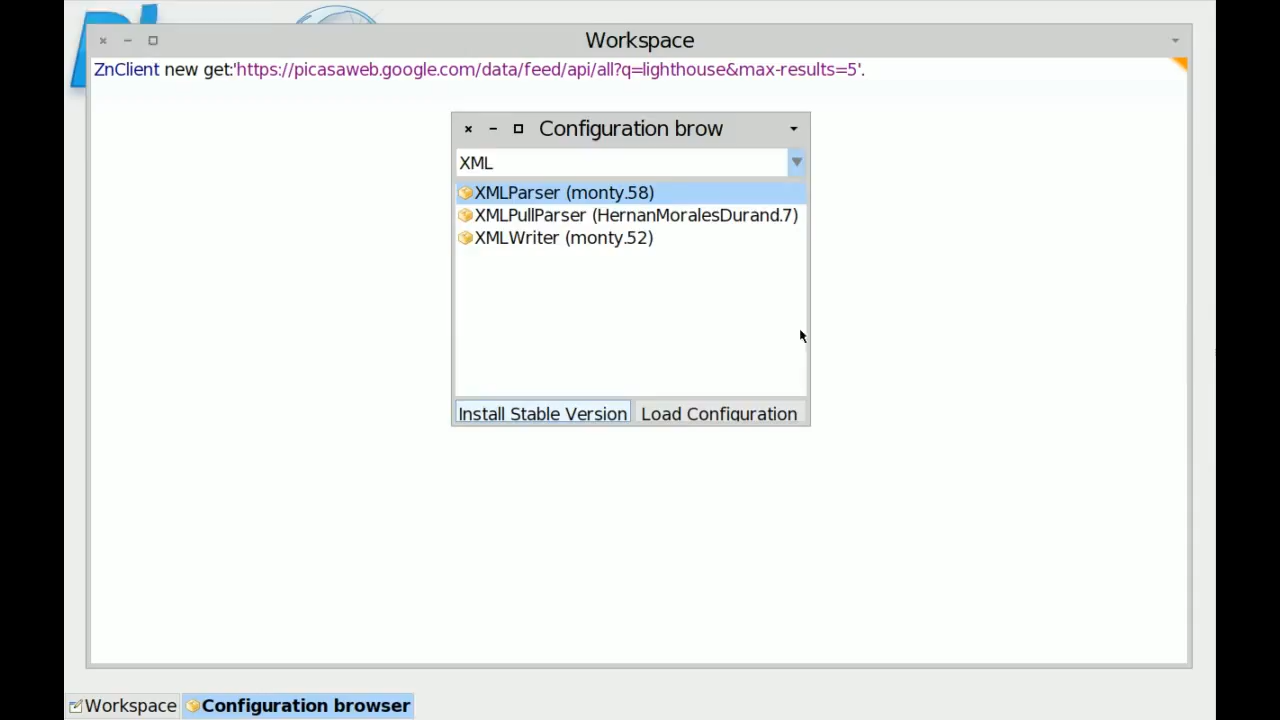 Workspace
ZnClient new get:'https://picasaweb.google.com/data/feed/api/all?q=lighthouse&max-results=5'.
Configuration brow
XML
XMLParser (monty.58)
XMLPullParser (HernanMoralesDurand.7)
XMLWriter (monty.52)
Install Stable Version
Load Configuration
Workspace
Configuration browser